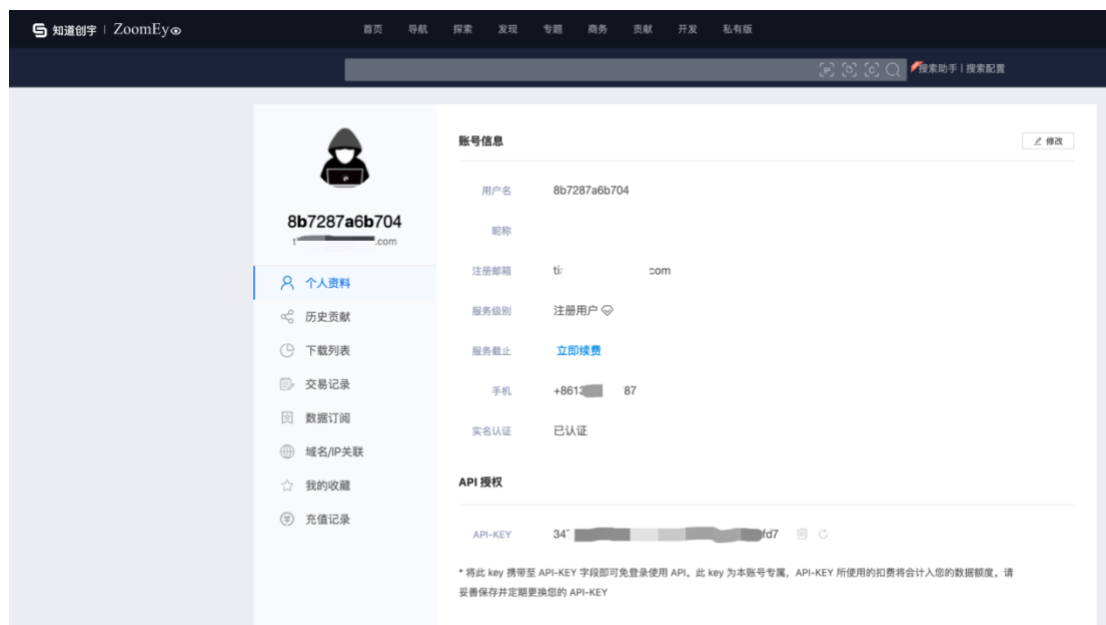 知道创宇 | ZoomEye
首页 导航 探索 发现 专题 商务 贡献 开发 私有版
搜索助手 | 搜索配置
8b7287a6b704
t .com
个人资料
历史贡献
下载列表
交易记录
数据订阅
域名/IP关联
我的收藏
充值记录
账号信息
修改
用户名 8b7287a6b704
昵称
注册邮箱 ti com
服务级别 注册用户
服务截止 立即续费
手机 +861 87
实名认证 已认证
API 授权
API-KEY 34 fd7
* 将此 key 携带至 API-KEY 字段即可免登录使用 API。此 key 为本账号专属，API-KEY 所使用的扣费将会计入您的数据额度。请
妥善保存并定期更换您的 API-KEY